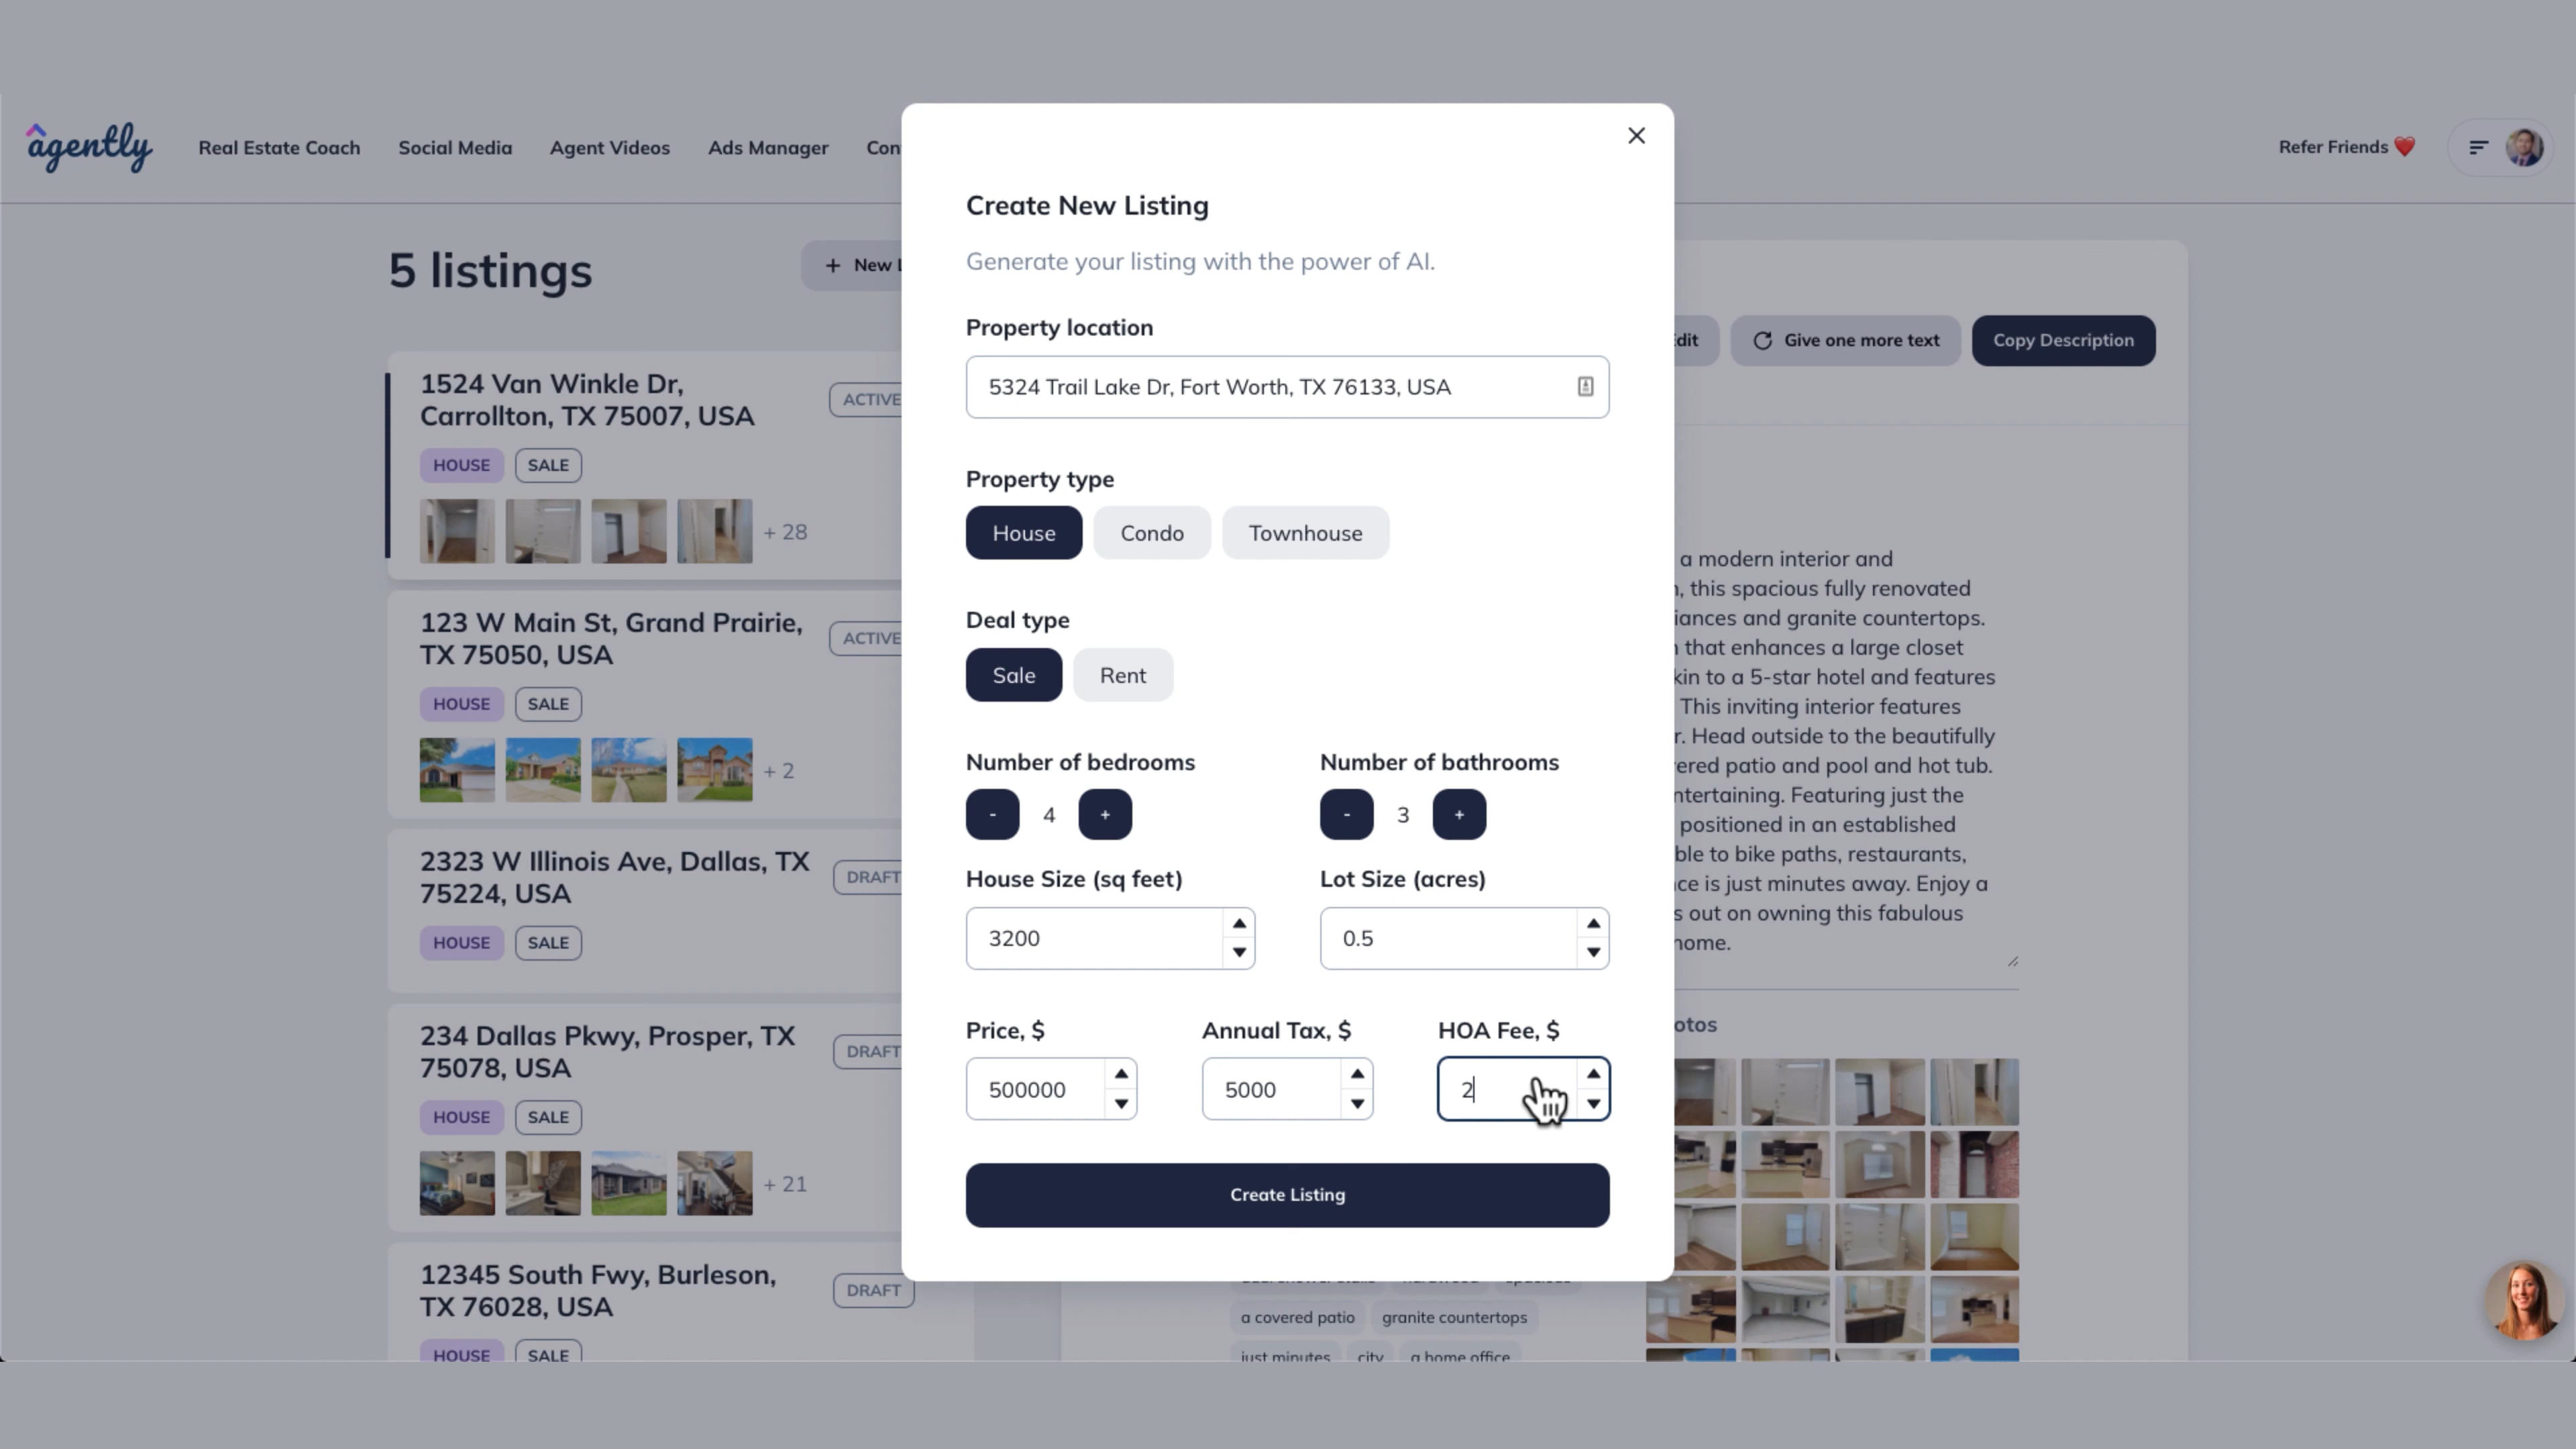 agently
Real Estate Coach
Social Media
Agent Videos
Ads Manager
Refer Friends ❤️
5 listings
+ New
1524 Van Winkle Dr,
Carrollton, TX 75007, USA
ACTIVE
HOUSE
SALE
+ 28
123 W Main St, Grand Prairie,
TX 75050, USA
ACTIVE
HOUSE
SALE
+ 2
2323 W Illinois Ave, Dallas, TX
75224, USA
DRAFT
HOUSE
SALE
234 Dallas Pkwy, Prosper, TX
75078, USA
DRAFT
HOUSE
SALE
+ 21
12345 South Fwy, Burleson,
TX 76028, USA
DRAFT
HOUSE
SALE
Create New Listing
Generate your listing with the power of AI.
Property location
5324 Trail Lake Dr, Fort Worth, TX 76133, USA
Property type
House
Condo
Townhouse
Deal type
Sale
Rent
Number of bedrooms
- 4 +
Number of bathrooms
- 3 +
House Size (sq feet)
3200
Lot Size (acres)
0.5
Price, $
500000
Annual Tax, $
5000
HOA Fee, $
2
Create Listing
Give one more text
Copy Description
a modern interior and
this spacious fully renovated
and granite countertops.
that enhances a large closet
to a 5-star hotel and features
This inviting interior features
Head outside to the beautifully
patio and pool and hot tub.
Featuring just the
positioned in an established
to bike paths, restaurants,
is just minutes away. Enjoy a
out on owning this fabulous
home.
a covered patio
granite countertops
just minutes
city
a home office